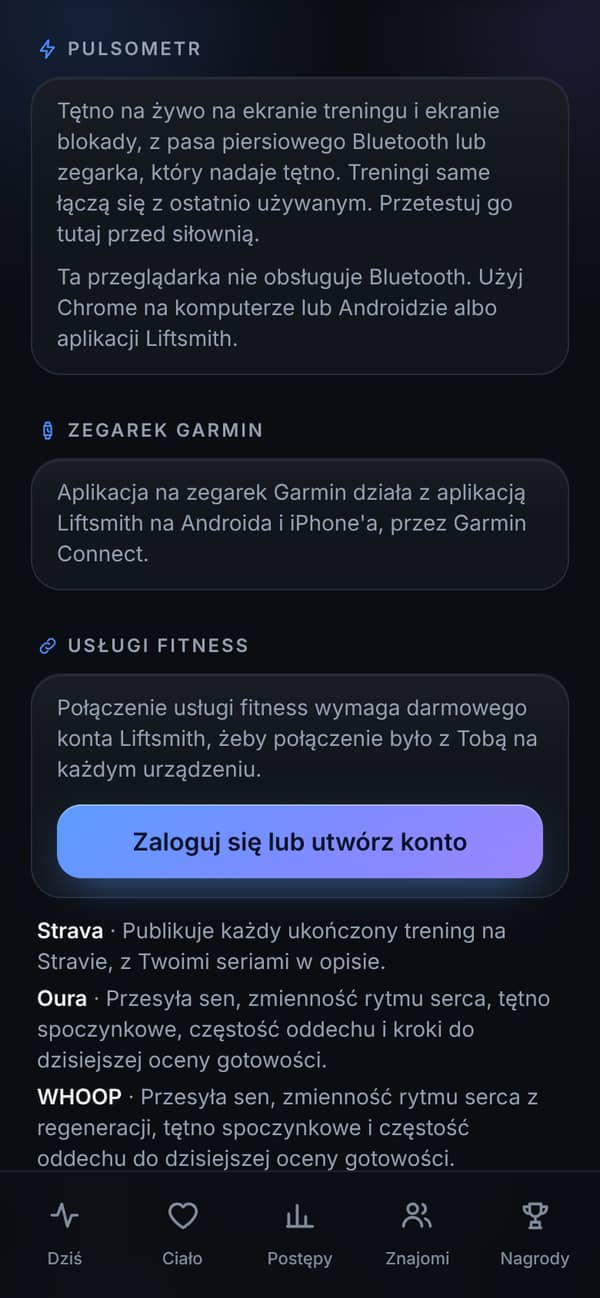 PULSOMETR
Tętno na żywo na ekranie treningu i ekranie
blokady, z pasa piersiowego Bluetooth lub
zegarka, który nadaje tętno. Treningi same
łączą się z ostatnio używanym. Przetestuj go
tutaj przed siłownią.
Ta przeglądarka nie obsługuje Bluetooth. Użyj
Chrome na komputerze lub Androidzie albo
aplikacji Liftsmith.
ZEGAREK GARMIN
Aplikacja na zegarek Garmin działa z aplikacją
Liftsmith na Androida i iPhone'a, przez Garmin
Connect.
USŁUGI FITNESS
Połączenie usługi fitness wymaga darmowego
konta Liftsmith, żeby połączenie było z Tobą na
każdym urządzeniu.
Zaloguj się lub utwórz konto
Strava · Publikuje każdy ukończony trening na
Stravie, z Twoimi seriami w opisie.
Oura · Przesyła sen, zmienność rytmu serca, tętno
spoczynkowe, częstość oddechu i kroki do
dzisiejszej oceny gotowości.
WHOOP · Przesyła sen, zmienność rytmu serca z
regeneracji, tętno spoczynkowe i częstość
oddechu do dzisiejszej oceny gotowości.
Dziś
Ciało
Postępy
Znajomi
Nagrody